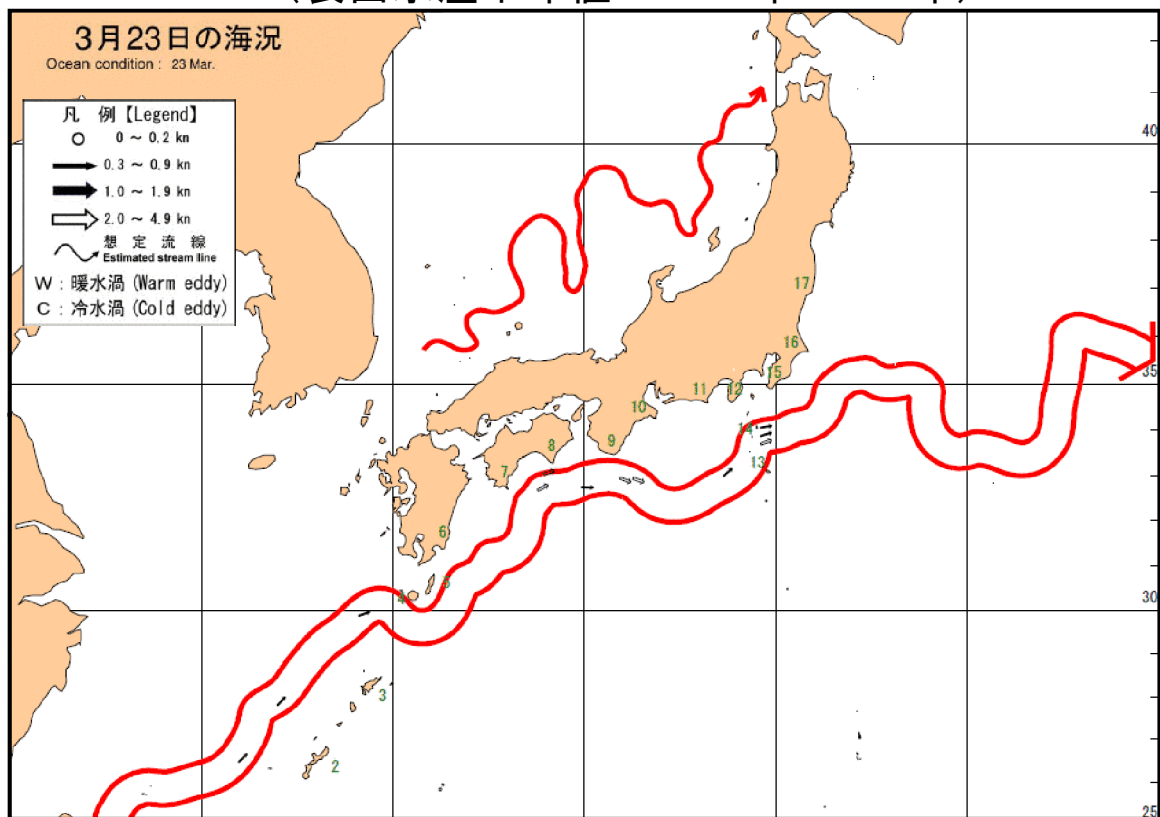 3月23日の海況
Ocean condition : 23 Mar.
凡 例【Legend】
0 ～ 0.2 kn
0.3 ～ 0.9 kn
1.0 ～ 1.9 kn
2.0 ～ 4.9 kn
想 定 流 線
Estimated stream line
W : 暖水渦 (Warm eddy)
C : 冷水渦 (Cold eddy)
40
17
16
35
15
12
11
10
14
9
8
13
7
6
5
4
30
3
2
25